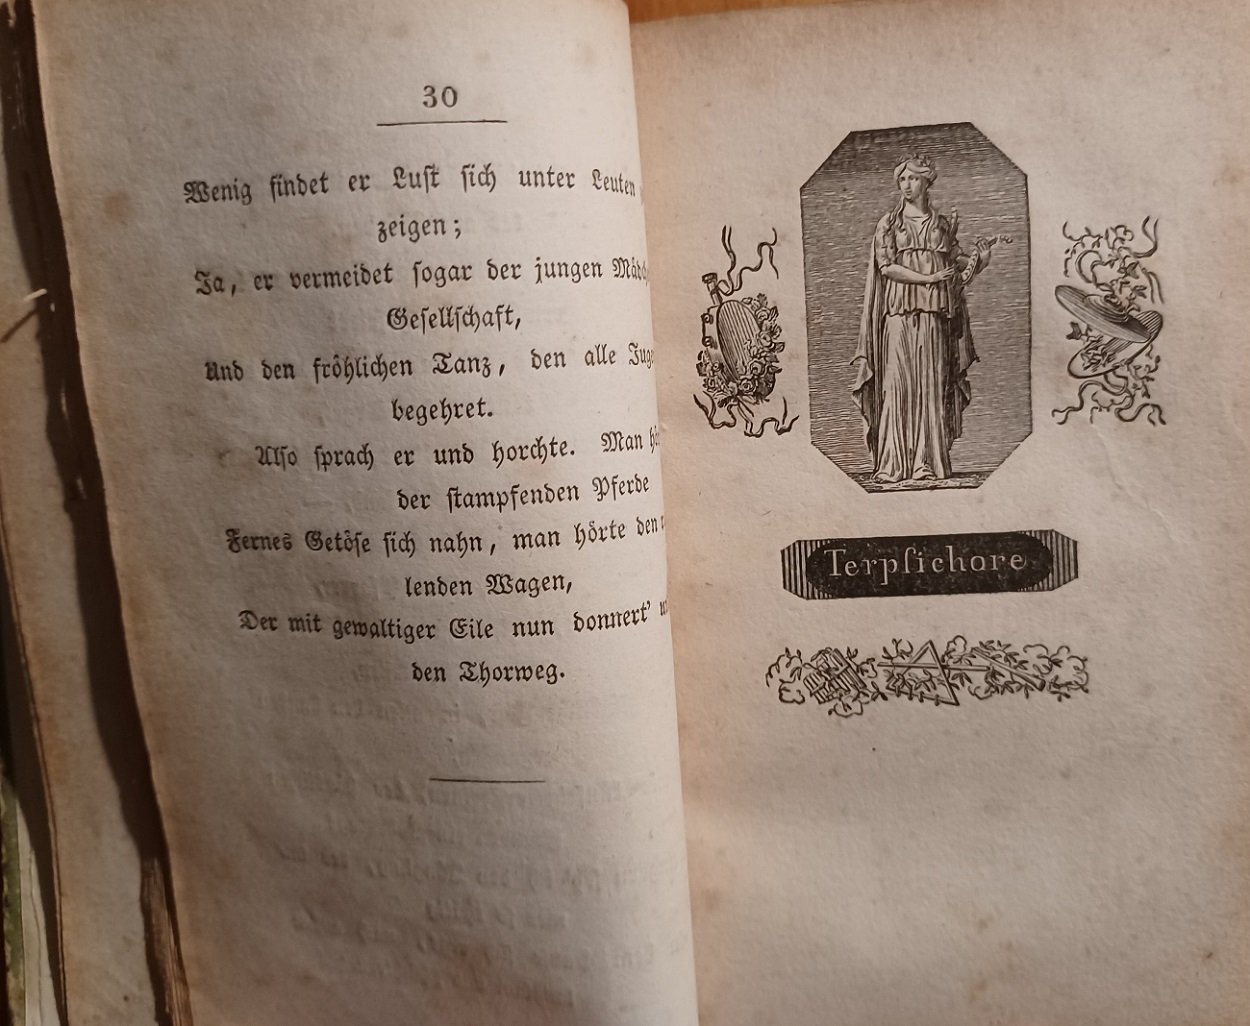 30
Wenig findet er Luſt ſich unter Leuten
zeigen;
Ja, er vermeidet ſogar der jungen
Geſellſchaft,
Und den fröhlichen Tanz, den alle
begehret.
Alſo ſprach er und horchte. Man
der ſtampfenden Pferde
Fernes Getöſe ſich nahn, man hörte den
lenden Wagen,
Der mit gewaltiger Eile nun donnert'
den Thorweg.
Terpſichore